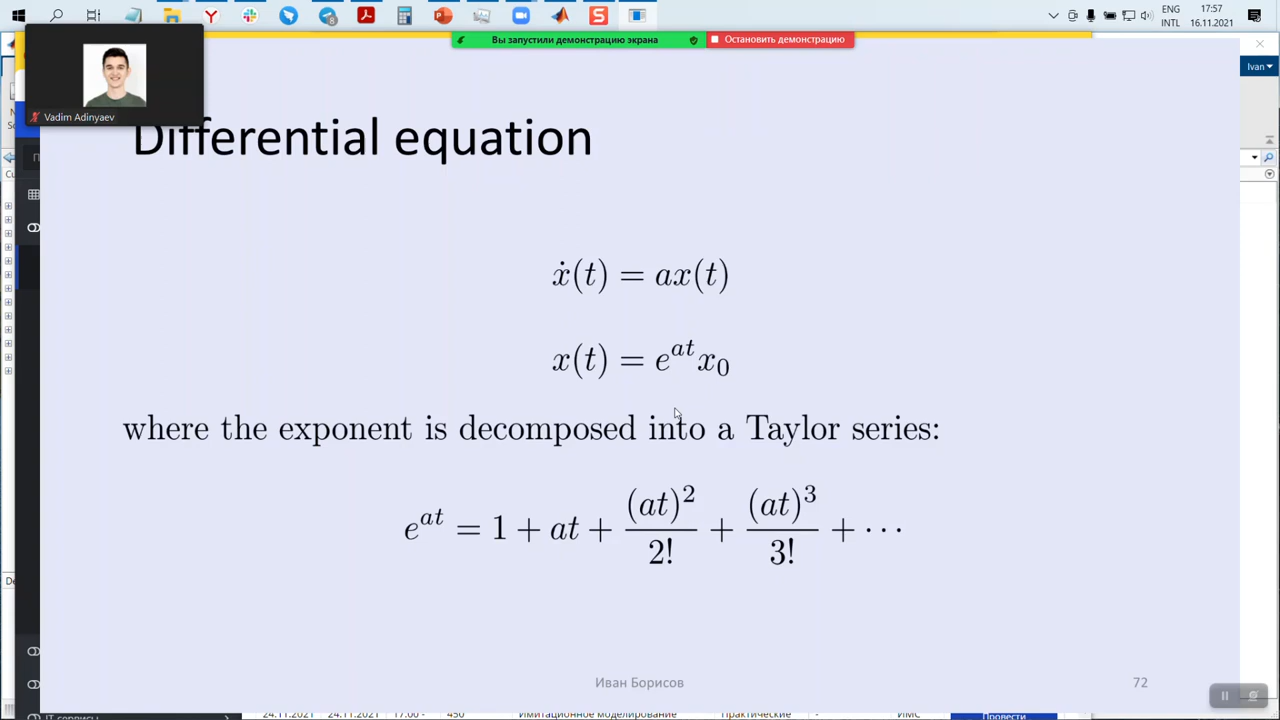 17:57
ENG
INTL
16.11.2021
Вы запустили демонстрацию экрана
Остановить демонстрацию
Ivan
Vadim Adinyaev
Differential equation
ẋ(t) = ax(t)
x(t) = e^{at}x_0
where the exponent is decomposed into a Taylor series:
e^{at} = 1 + at + (at)^2/2! + (at)^3/3! + ···
Иван Борисов
72
IT сервисы
24.11.2021 24.11.2021 17:00 - 450 Имитационное моделирование Практические - ИМС Провести